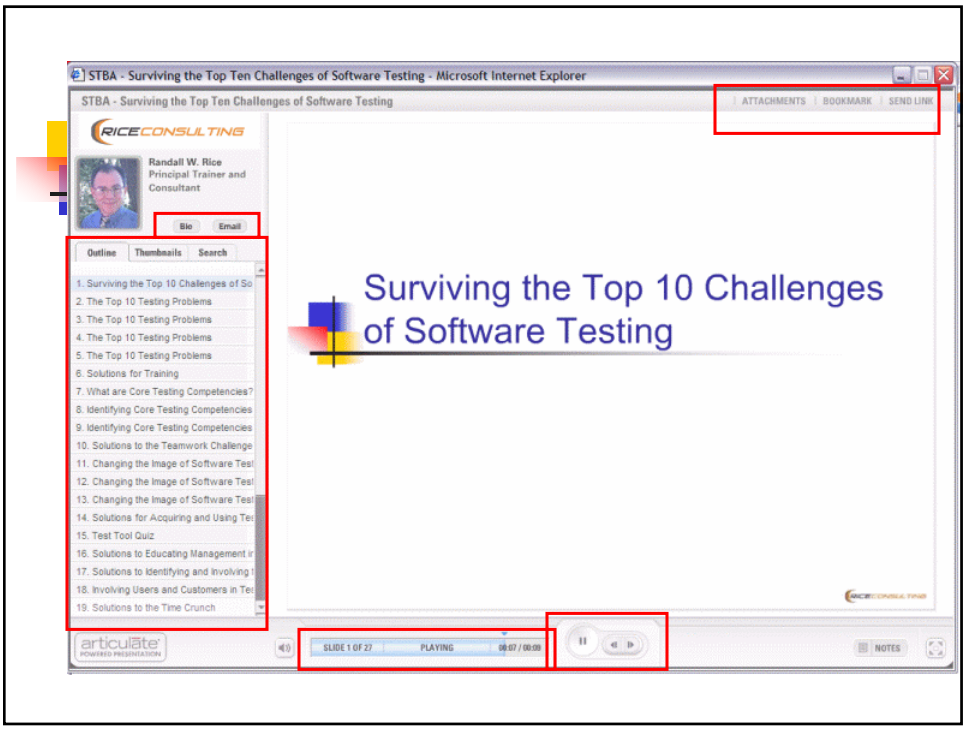 STBA - Surviving the Top Ten Challenges of Software Testing - Microsoft Internet Explorer
STBA - Surviving the Top Ten Challenges of Software Testing
ATTACHMENTS BOOKMARK SEND LINK
RICECONSULTING
Randall W. Rice
Principal Trainer and
Consultant
Bio Email
Outline Thumbnails Search
1. Surviving the Top 10 Challenges of So
2. The Top 10 Testing Problems
3. The Top 10 Testing Problems
4. The Top 10 Testing Problems
5. The Top 10 Testing Problems
6. Solutions for Training
7. What are Core Testing Competencies?
8. Identifying Core Testing Competencies
9. Identifying Core Testing Competencies
10. Solutions to the Teamwork Challenge
11. Changing the Image of Software Test
12. Changing the Image of Software Test
13. Changing the Image of Software Test
14. Solutions for Acquiring and Using Tes
15. Test Tool Quiz
16. Solutions to Educating Management in
17. Solutions to Identifying and Involving
18. Involving Users and Customers in Tes
19. Solutions to the Time Crunch
Surviving the Top 10 Challenges
of Software Testing
RICECONSULTING
articulate
POWERED PRESENTATION
SLIDE 1 OF 27 PLAYING 00:07 / 00:09
NOTES